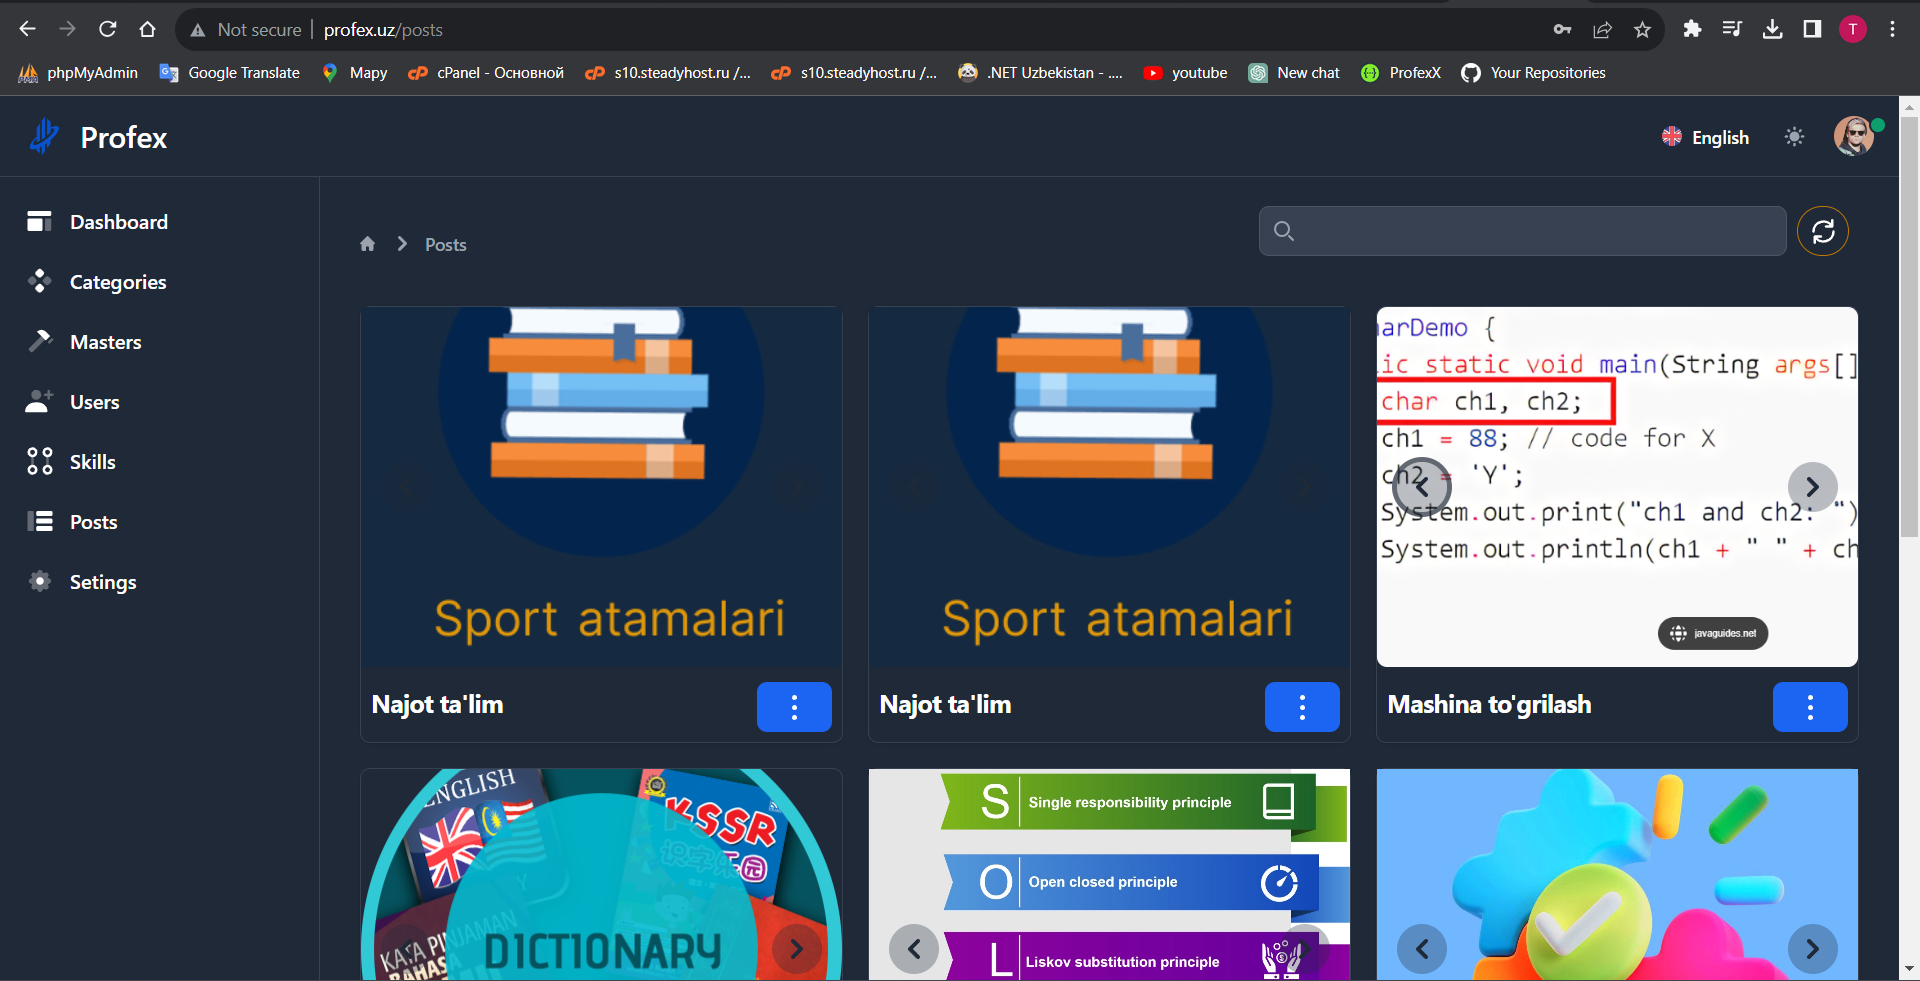 Not secure
profex.uz/posts
T
phpMyAdmin
Google Translate
Mapy
cPanel - Основной
s10.steadyhost.ru /...
s10.steadyhost.ru /...
.NET Uzbekistan - ....
youtube
New chat
ProfexX
Your Repositories
Profex
English
Dashboard
Categories
Masters
Users
Skills
Posts
Setings
Posts
Sport atamalari
Najot ta'lim
Sport atamalari
Najot ta'lim
arDemo {
ic static void main(String args[]
char ch1, ch2;
ch1 = 88; // code for X
ch2 = 'Y';
System.out.print("ch1 and ch2: ")
System.out.println(ch1 + " " + ch
javaguides.net
Mashina to'grilash
ENGLISH
KSSR
DICTIONARY
S Single responsibility principle
O Open closed principle
L Liskov substitution principle